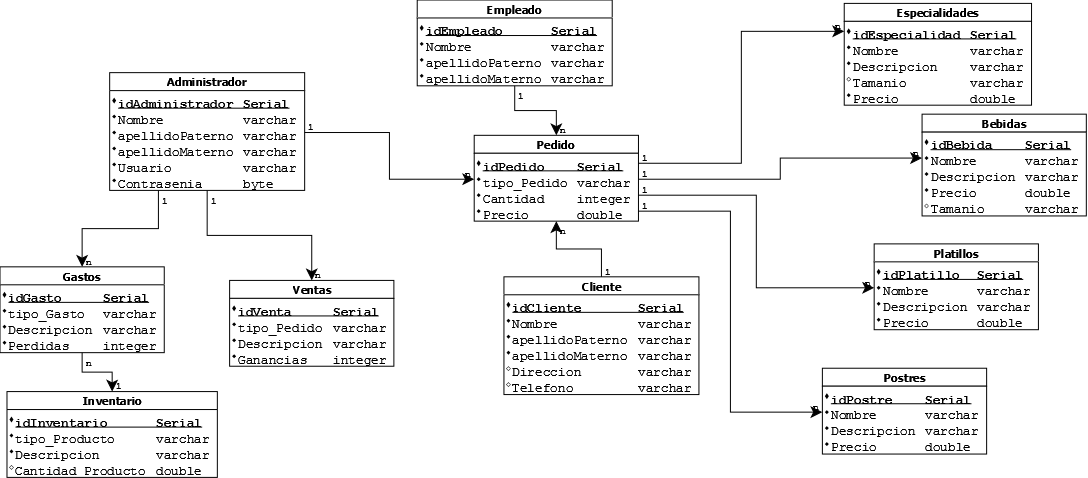 Empleado
idEmpleado Serial
Nombre varchar
apellidoPaterno varchar
apellidoMaterno varchar
1
n
Especialidades
idEspecialidad Serial
Nombre varchar
Descripcion varchar
Tamanio varchar
Precio double
Administrador
idAdministrador Serial
Nombre varchar
apellidoPaterno varchar
apellidoMaterno varchar
Usuario varchar
Contrasenia byte
1
1
1
Bebidas
idBebida Serial
Nombre varchar
Descripcion varchar
Precio double
Tamanio varchar
Pedido
idPedido Serial
tipo_Pedido varchar
Cantidad integer
Precio double
1
1
1
1
n
1
Platillos
idPlatillo Serial
Nombre varchar
Descripcion varchar
Precio double
n
Gastos
idGasto Serial
tipo_Gasto varchar
Descripcion varchar
Perdidas integer
n
1
n
Ventas
idVenta Serial
tipo_Pedido varchar
Descripcion varchar
Ganancias integer
Cliente
idCliente Serial
Nombre varchar
apellidoPaterno varchar
apellidoMaterno varchar
Direccion varchar
Telefono varchar
Postres
idPostre Serial
Nombre varchar
Descripcion varchar
Precio double
Inventario
idInventario Serial
tipo_Producto varchar
Descripcion varchar
Cantidad_Producto double